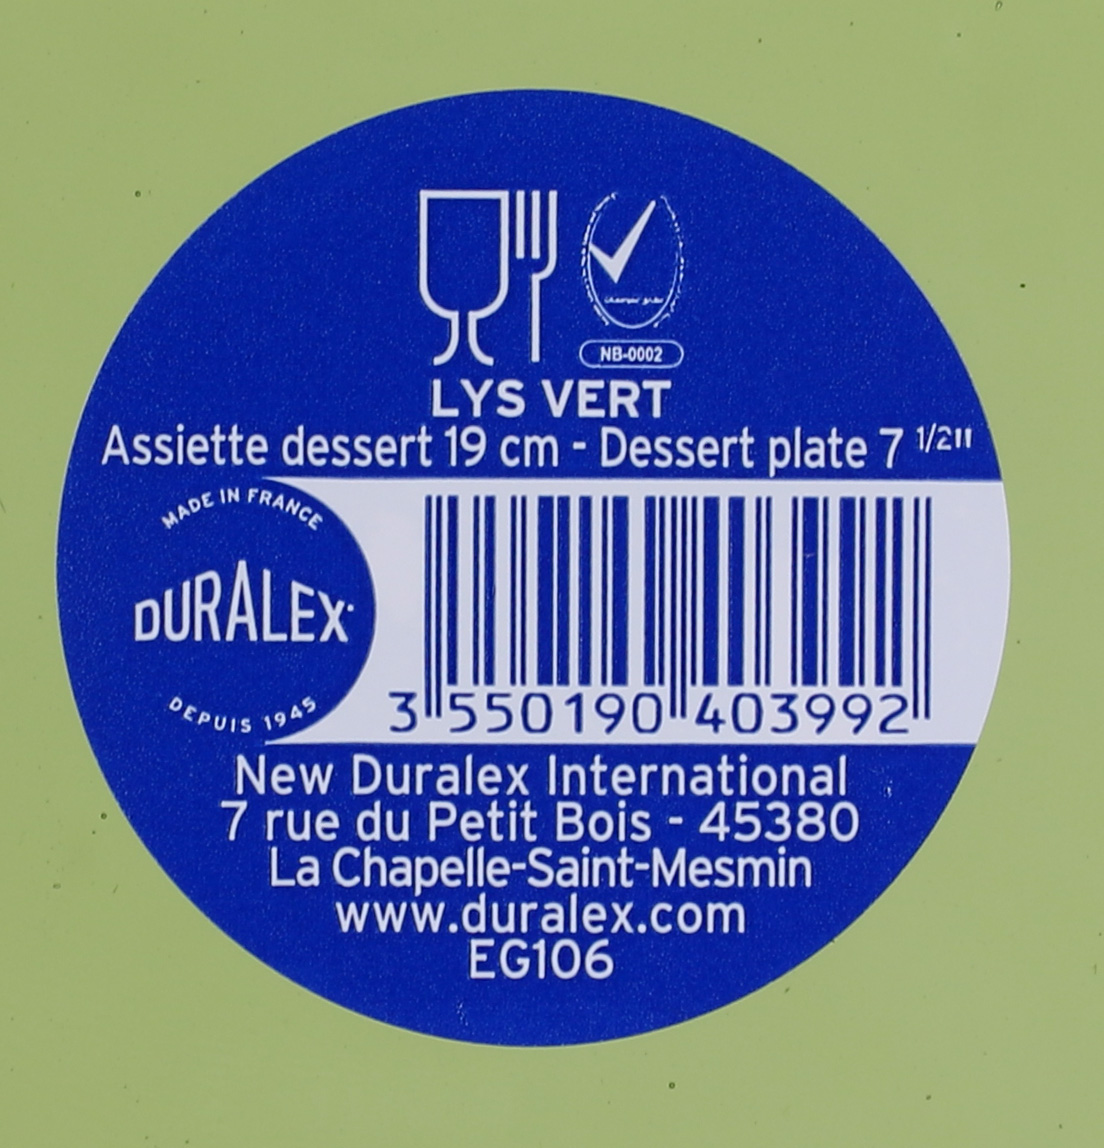 NB-0002
LYS VERT
Assiette dessert 19 cm - Dessert plate 7 1/2"
MADE IN FRANCE
DURALEX
DEPUIS 1945
3 550190 403992
New Duralex International
7 rue du Petit Bois - 45380
La Chapelle-Saint-Mesmin
www.duralex.com
EG106